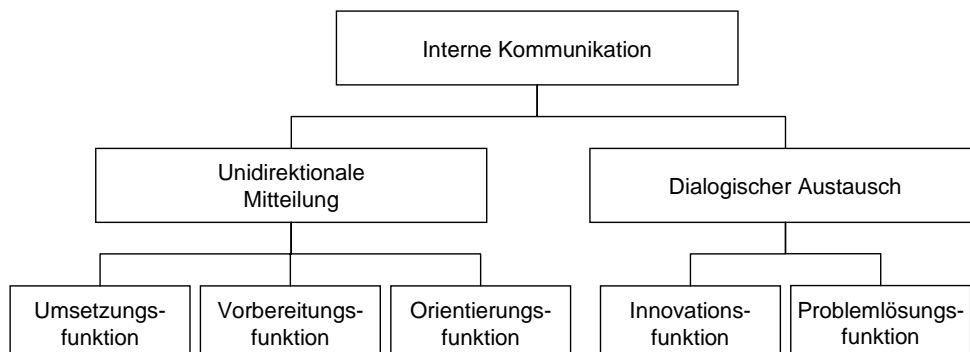 Interne Kommunikation
Unidirektionale
Mitteilung
Dialogischer Austausch
Umsetzungs-
funktion
Vorbereitungs-
funktion
Orientierungs-
funktion
Innovations-
funktion
Problemlösungs-
funktion